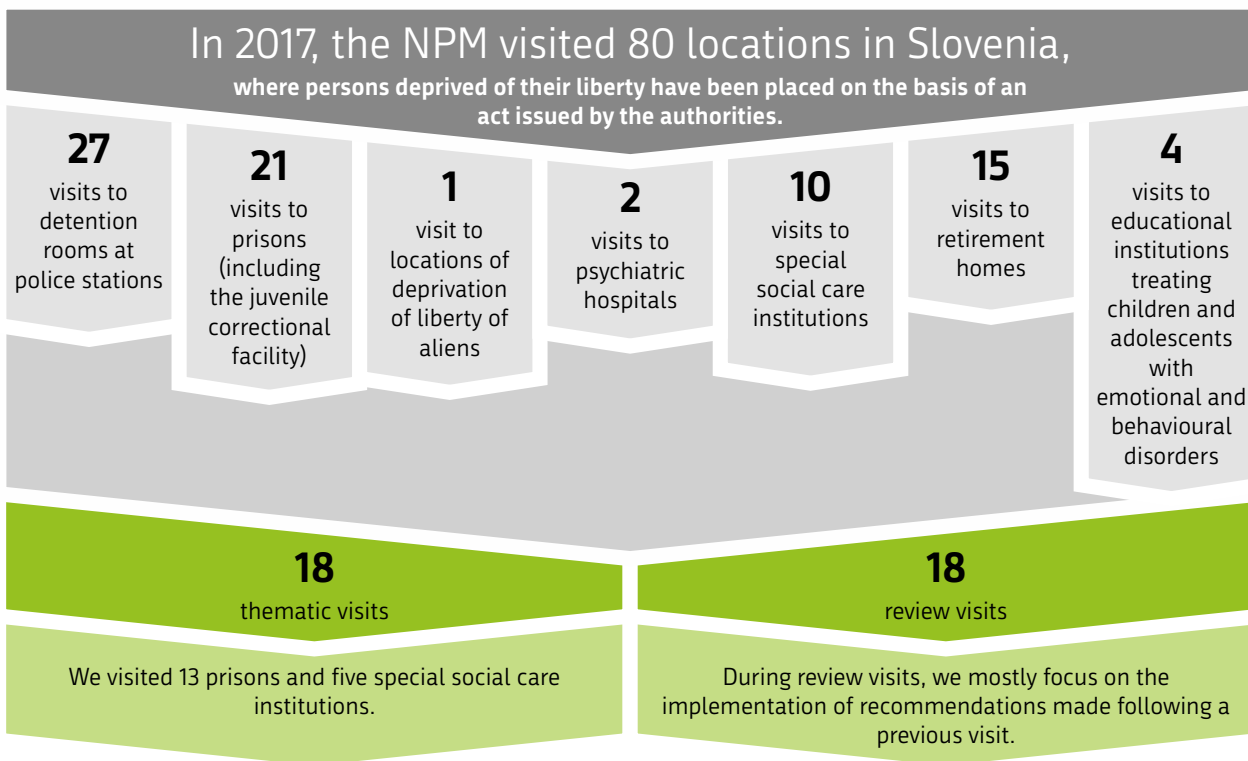 In 2017, the NPM visited 80 locations in Slovenia,
where persons deprived of their liberty have been placed on the basis of an
act issued by the authorities.
27
visits to
detention
rooms at
police stations
21
visits to
prisons
(including
the juvenile
correctional
facility)
1
visit to
locations of
deprivation
of liberty of
aliens
2
visits to
psychiatric
hospitals
10
visits to
special
social care
institutions
15
visits to
retirement
homes
4
visits to
educational
institutions
treating
children and
adolescents
with
emotional and
behavioural
disorders
18
thematic visits
18
review visits
We visited 13 prisons and five special social care
institutions.
During review visits, we mostly focus on the
implementation of recommendations made following a
previous visit.